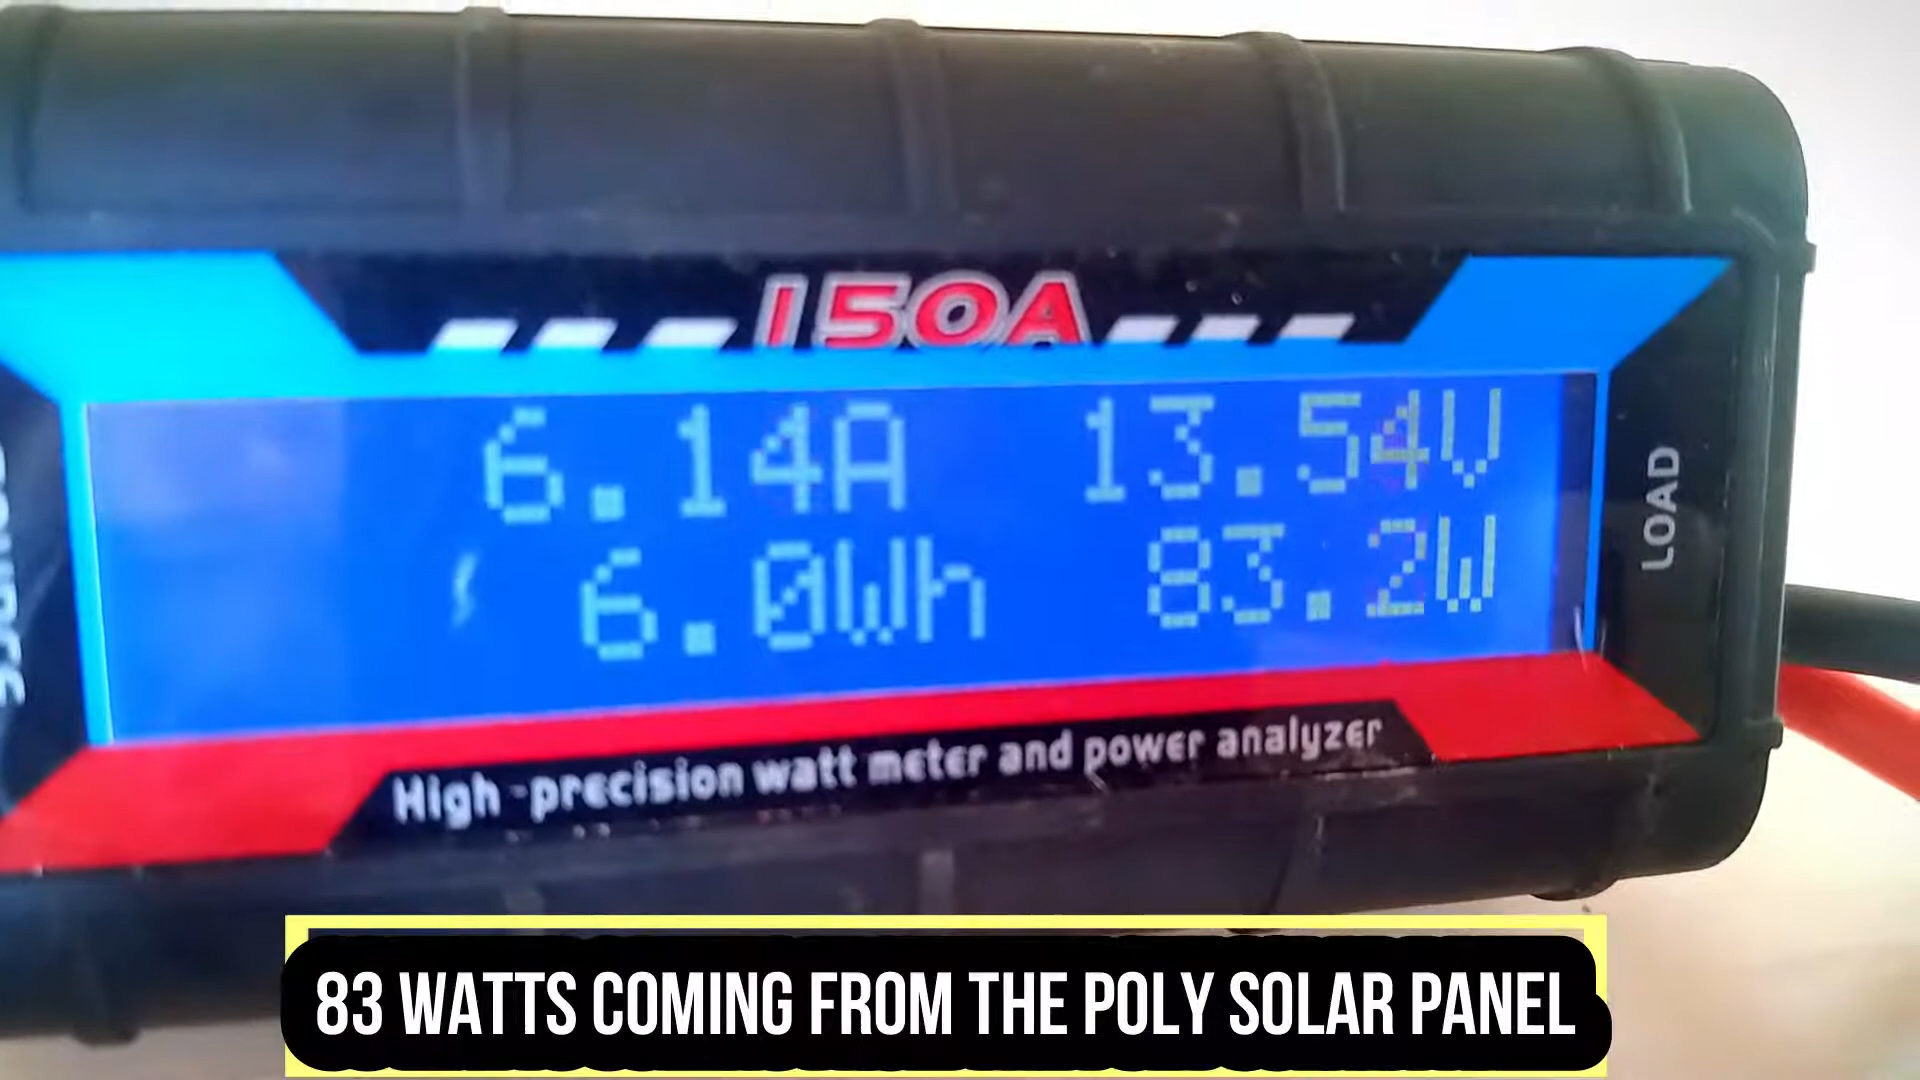 150A
6.14A 13.54V
6.0Wh 83.2W
LOAD
High-precision watt meter and power analyzer
83 WATTS COMING FROM THE POLY SOLAR PANEL